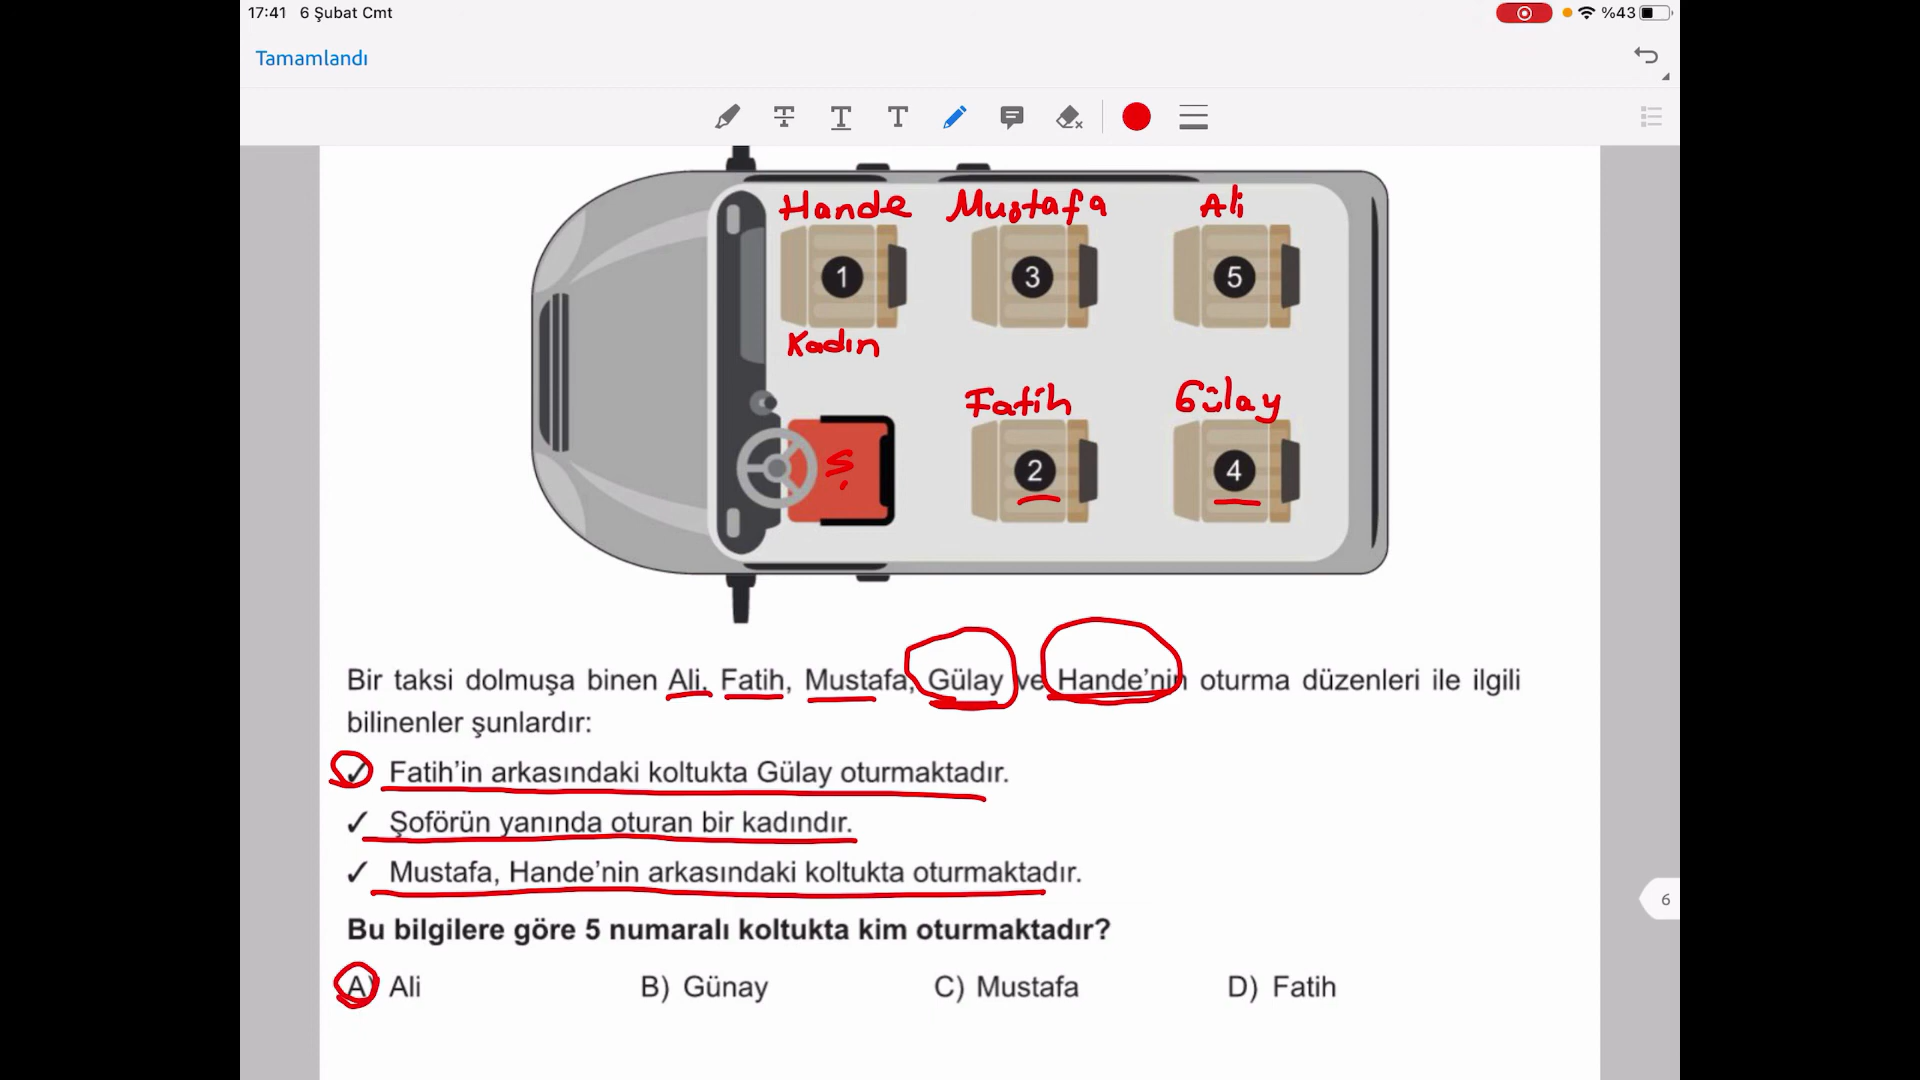 17:41 6 Şubat Cmt
%43
Tamamlandı
Hande Mustafa Ali
1 3 5
Kadın
Fatih Gülay
Ş 2 4
Bir taksi dolmuşa binen Ali, Fatih, Mustafa, Gülay ve Hande’nin oturma düzenleri ile ilgili
bilinenler şunlardır:
✓ Fatih’in arkasındaki koltukta Gülay oturmaktadır.
✓ Şoförün yanında oturan bir kadındır.
✓ Mustafa, Hande’nin arkasındaki koltukta oturmaktadır.
6
Bu bilgilere göre 5 numaralı koltukta kim oturmaktadır?
A) Ali B) Günay C) Mustafa D) Fatih